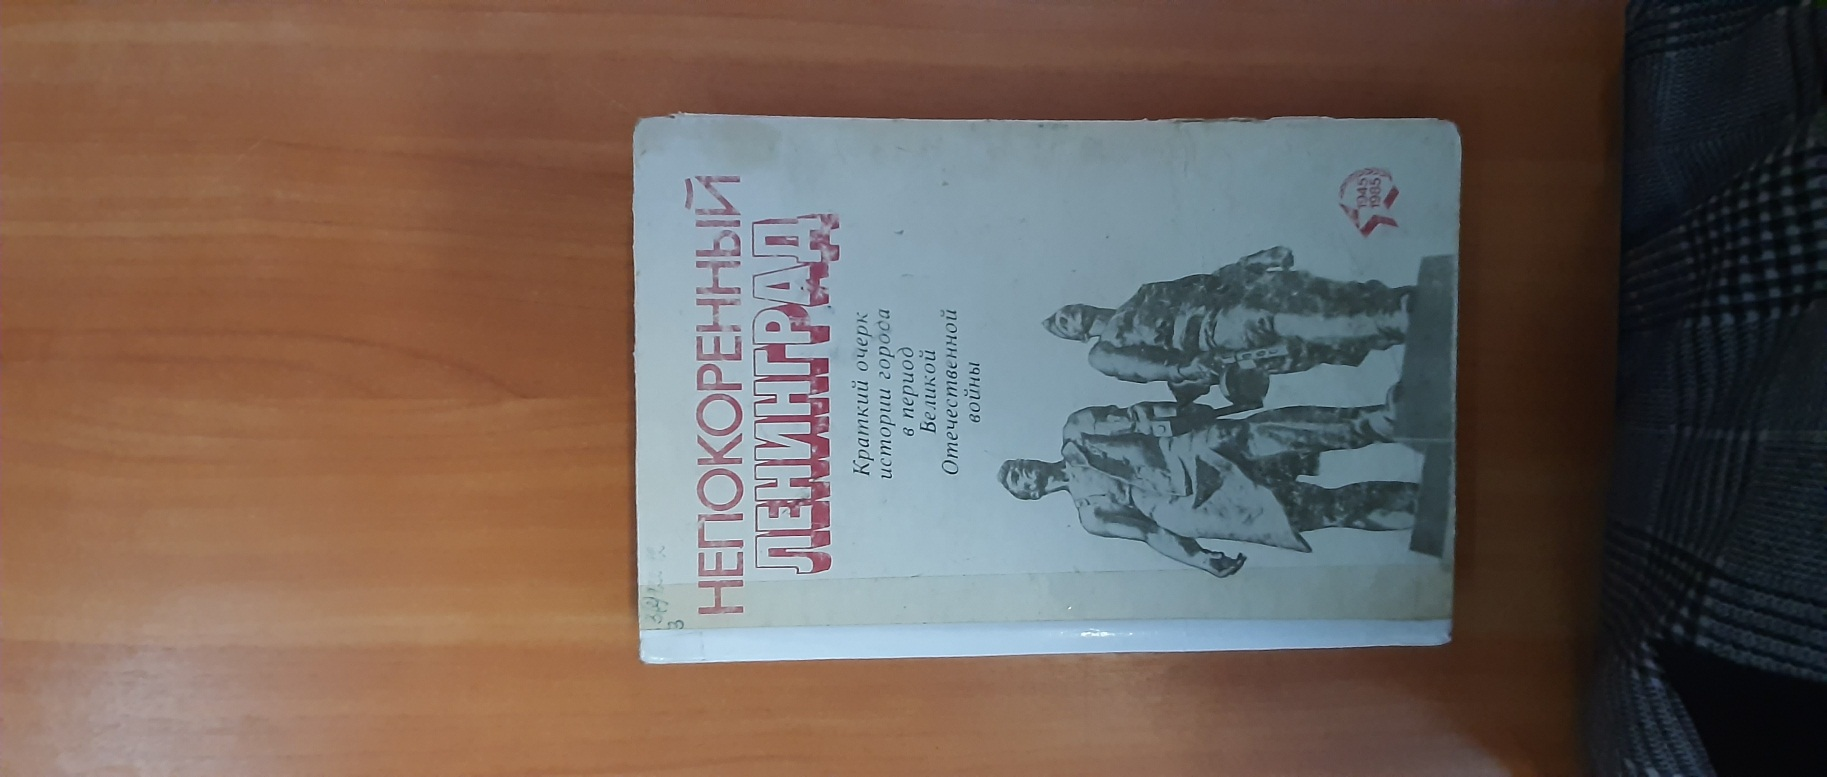 НЕПОКОРЕННЫЙ
ЛЕНИНГРАД
Краткий очерк
истории города
в период
Великой
Отечественной
войны
1945
1985